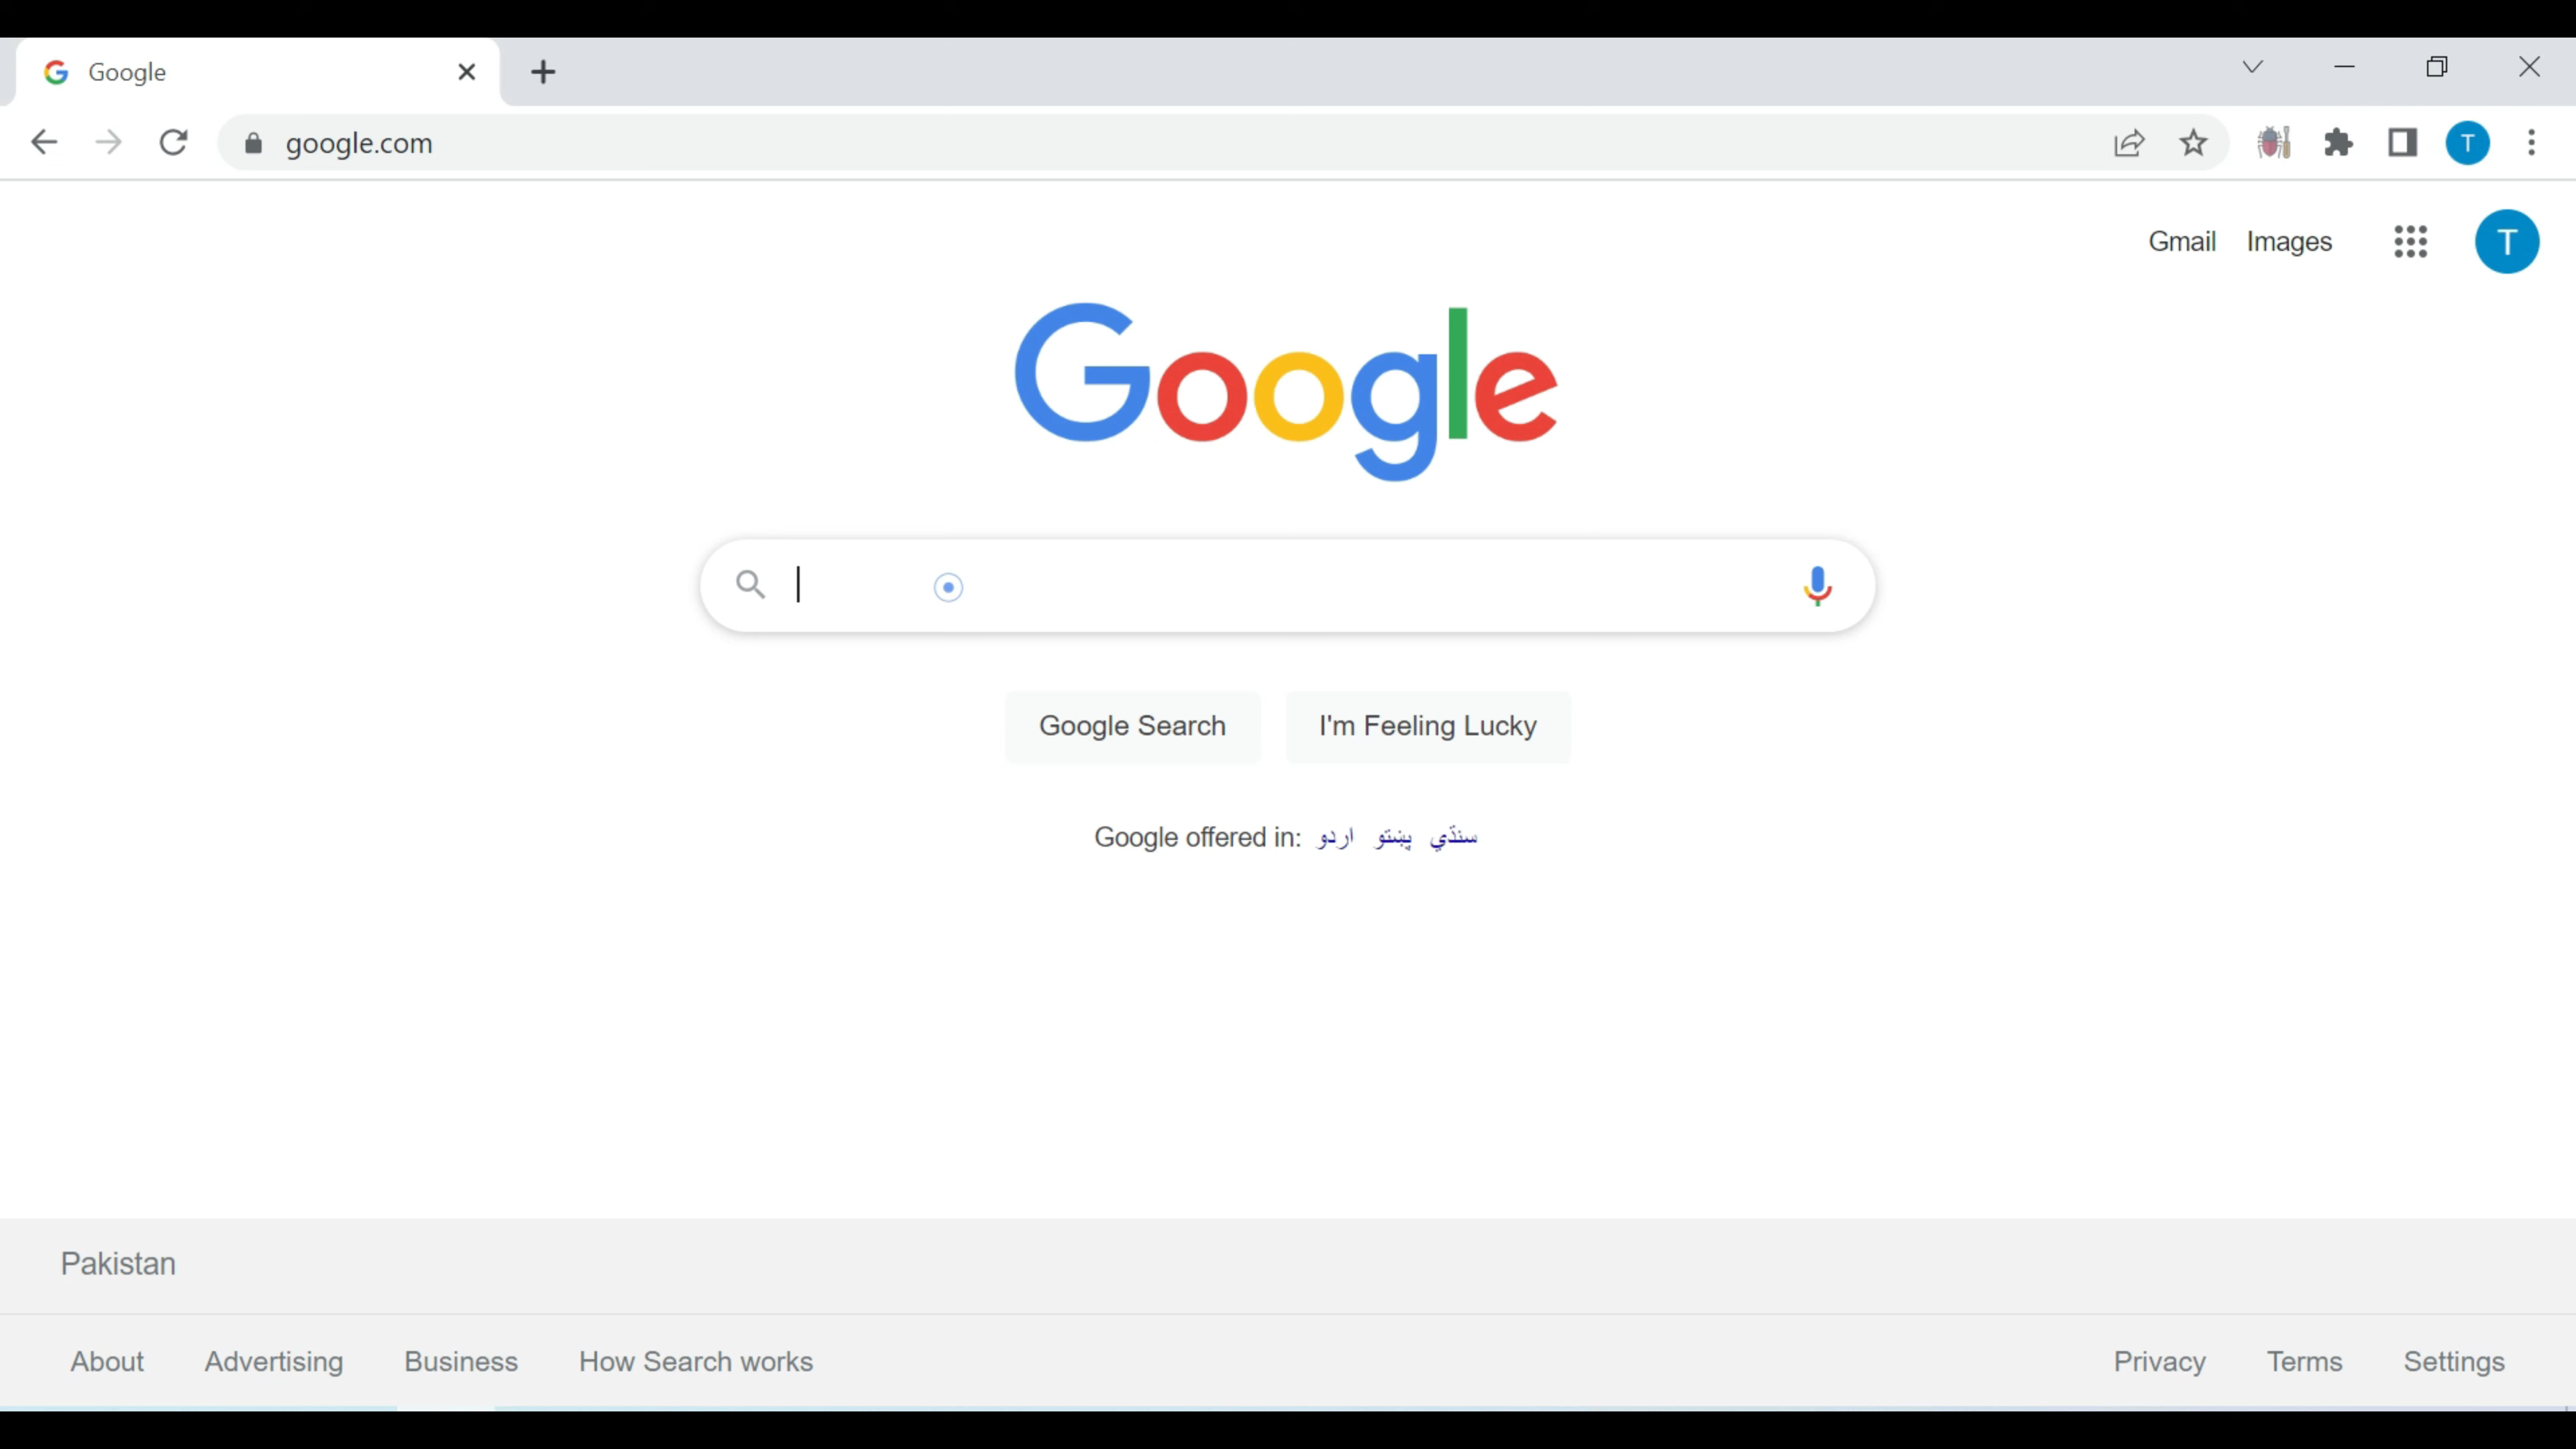 Google
google.com
T
Gmail Images T
Google
Google Search I'm Feeling Lucky
Google offered in: اردو پښتو سنڌي
Pakistan
About Advertising Business How Search works Privacy Terms Settings